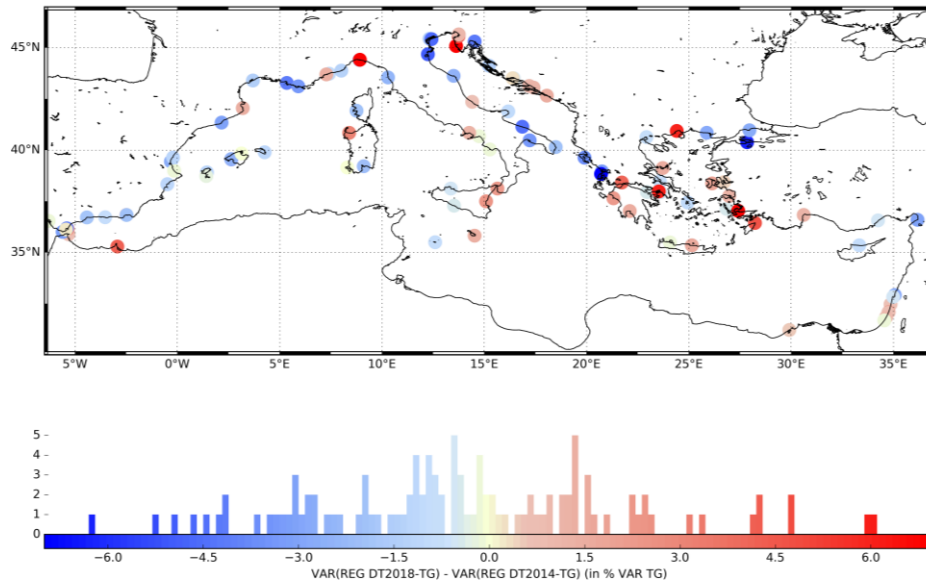 45°N
40°N
35°N
5°W 0°W 5°E 10°E 15°E 20°E 25°E 30°E 35°E
5
4
3
2
1
0
−6.0 −4.5 −3.0 −1.5 0.0 1.5 3.0 4.5 6.0
VAR(REG DT2018-TG) - VAR(REG DT2014-TG) (in % VAR TG)